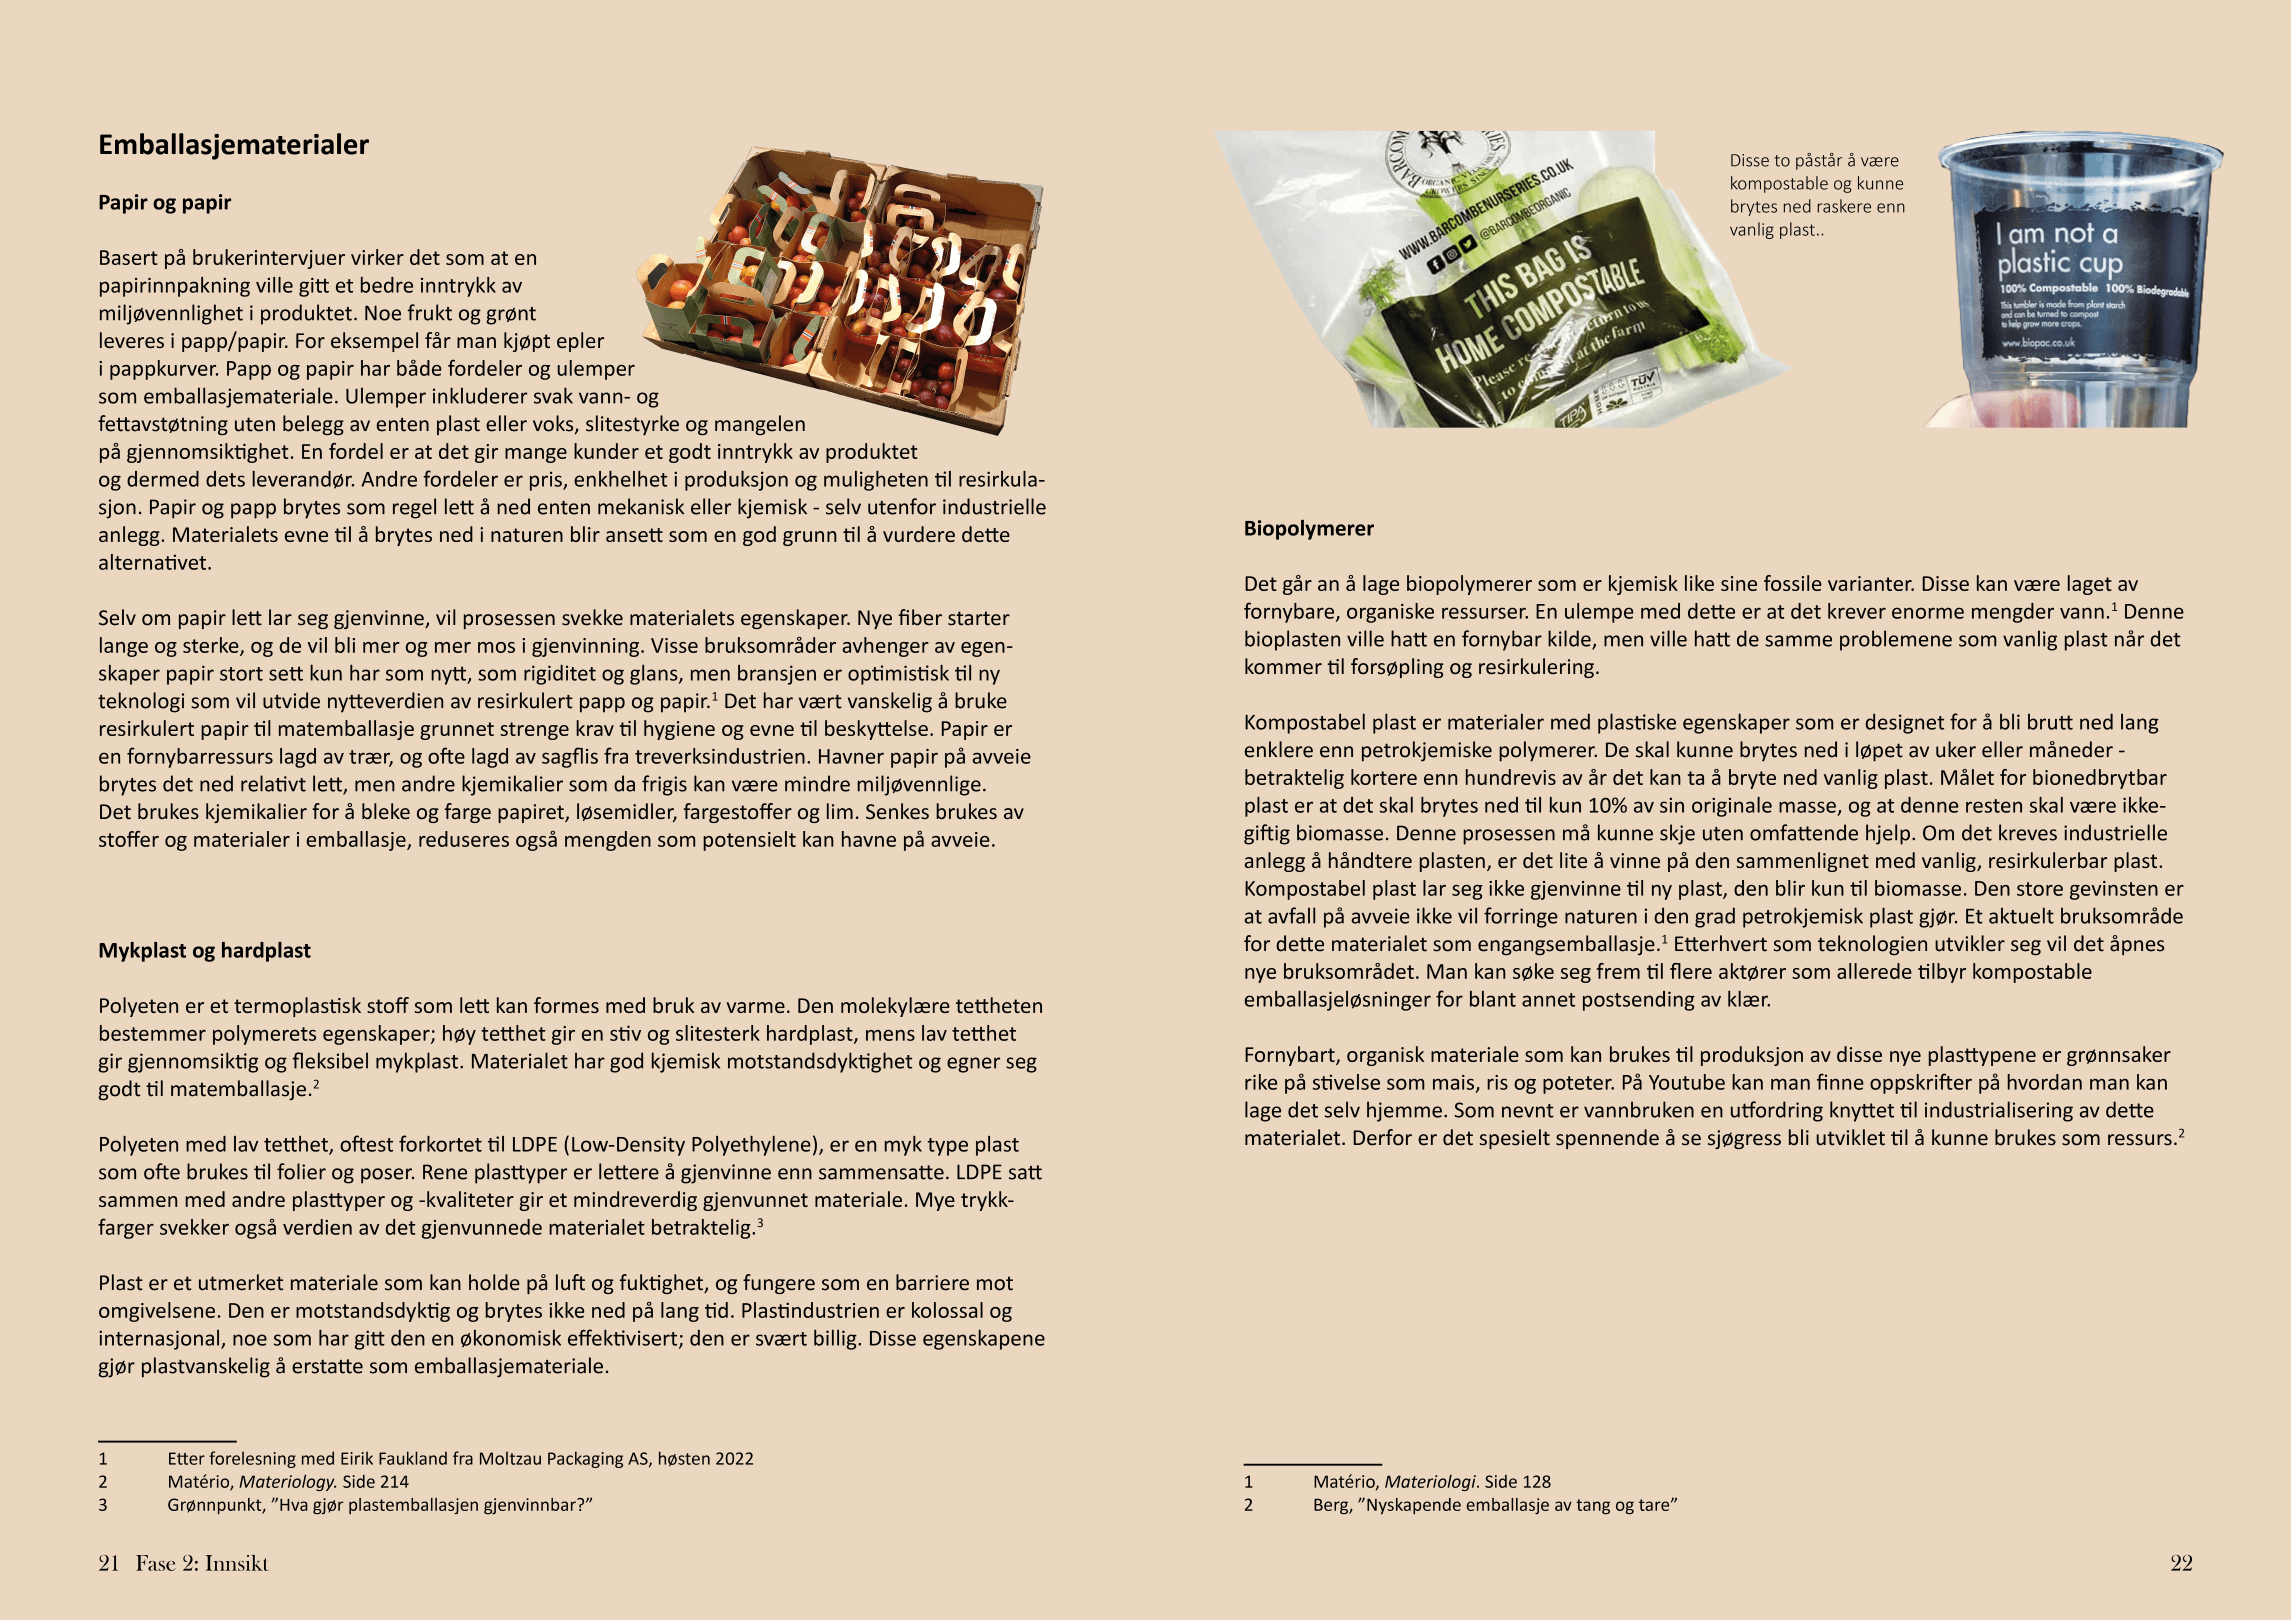 Emballasjematerialer
Papir og papir
Basert på brukerintervjuer virker det som at en
papirinnpakning ville gitt et bedre inntrykk av
miljøvennlighet i produktet. Noe frukt og grønt
leveres i papp/papir. For eksempel får man kjøpt epler
i pappkurver. Papp og papir har både fordeler og ulemper
som emballasjemateriale. Ulemper inkluderer svak vann- og
fettavstøtning uten belegg av enten plast eller voks, slitestyrke og mangelen
på gjennomsiktighet. En fordel er at det gir mange kunder et godt inntrykk av produktet
og dermed dets leverandør. Andre fordeler er pris, enkhelhet i produksjon og muligheten til resirkula-
sjon. Papir og papp brytes som regel lett å ned enten mekanisk eller kjemisk - selv utenfor industrielle
anlegg. Materialets evne til å brytes ned i naturen blir ansett som en god grunn til å vurdere dette
alternativet.
Selv om papir lett lar seg gjenvinne, vil prosessen svekke materialets egenskaper. Nye fiber starter
lange og sterke, og de vil bli mer og mer mos i gjenvinning. Visse bruksområder avhenger av egen-
skaper papir stort sett kun har som nytt, som rigiditet og glans, men bransjen er optimistisk til ny
teknologi som vil utvide nytteverdien av resirkulert papp og papir.1 Det har vært vanskelig å bruke
resirkulert papir til matemballasje grunnet strenge krav til hygiene og evne til beskyttelse. Papir er
en fornybarressurs lagd av trær, og ofte lagd av sagflis fra treverksindustrien. Havner papir på avveie
brytes det ned relativt lett, men andre kjemikalier som da frigis kan være mindre miljøvennlige.
Det brukes kjemikalier for å bleke og farge papiret, løsemidler, fargestoffer og lim. Senkes brukes av
stoffer og materialer i emballasje, reduseres også mengden som potensielt kan havne på avveie.
Mykplast og hardplast
Polyeten er et termoplastisk stoff som lett kan formes med bruk av varme. Den molekylære tettheten
bestemmer polymerets egenskaper; høy tetthet gir en stiv og slitesterk hardplast, mens lav tetthet
gir gjennomsiktig og fleksibel mykplast. Materialet har god kjemisk motstandsdyktighet og egner seg
godt til matemballasje.2
Polyeten med lav tetthet, oftest forkortet til LDPE (Low-Density Polyethylene), er en myk type plast
som ofte brukes til folier og poser. Rene plasttyper er lettere å gjenvinne enn sammensatte. LDPE satt
sammen med andre plasttyper og -kvaliteter gir et mindreverdig gjenvunnet materiale. Mye trykk-
farger svekker også verdien av det gjenvunnede materialet betraktelig.3
Plast er et utmerket materiale som kan holde på luft og fuktighet, og fungere som en barriere mot
omgivelsene. Den er motstandsdyktig og brytes ikke ned på lang tid. Plastindustrien er kolossal og
internasjonal, noe som har gitt den en økonomisk effektivisert; den er svært billig. Disse egenskapene
gjør plastvanskelig å erstatte som emballasjemateriale.
1 Etter forelesning med Eirik Faukland fra Moltzau Packaging AS, høsten 2022
2 Matério, Materiology. Side 214
3 Grønnpunkt, ”Hva gjør plastemballasjen gjenvinnbar?”
21 Fase 2: Innsikt
WWW.BARCOMBENURSERIES.CO.UK
@BARCOMBEORGANIC
THIS BAG IS
HOME COMPOSTABLE
at the farm
TIPA
HOME
TÜV
Disse to påstår å være
kompostable og kunne
brytes ned raskere enn
vanlig plast..
I am not a
plastic cup
100% Compostable 100% Biodegradable
This tumbler is made from plant starch
and can be turned to compost
to help grow more crops.
www.biopac.co.uk
Biopolymerer
Det går an å lage biopolymerer som er kjemisk like sine fossile varianter. Disse kan være laget av
fornybare, organiske ressurser. En ulempe med dette er at det krever enorme mengder vann.1 Denne
bioplasten ville hatt en fornybar kilde, men ville hatt de samme problemene som vanlig plast når det
kommer til forsøpling og resirkulering.
Kompostabel plast er materialer med plastiske egenskaper som er designet for å bli brutt ned lang
enklere enn petrokjemiske polymerer. De skal kunne brytes ned i løpet av uker eller måneder -
betraktelig kortere enn hundrevis av år det kan ta å bryte ned vanlig plast. Målet for bionedbrytbar
plast er at det skal brytes ned til kun 10% av sin originale masse, og at denne resten skal være ikke-
giftig biomasse. Denne prosessen må kunne skje uten omfattende hjelp. Om det kreves industrielle
anlegg å håndtere plasten, er det lite å vinne på den sammenlignet med vanlig, resirkulerbar plast.
Kompostabel plast lar seg ikke gjenvinne til ny plast, den blir kun til biomasse. Den store gevinsten er
at avfall på avveie ikke vil forringe naturen i den grad petrokjemisk plast gjør. Et aktuelt bruksområde
for dette materialet som engangsemballasje.1 Etterhvert som teknologien utvikler seg vil det åpnes
nye bruksområdet. Man kan søke seg frem til flere aktører som allerede tilbyr kompostable
emballasjeløsninger for blant annet postsending av klær.
Fornybart, organisk materiale som kan brukes til produksjon av disse nye plasttypene er grønnsaker
rike på stivelse som mais, ris og poteter. På Youtube kan man finne oppskrifter på hvordan man kan
lage det selv hjemme. Som nevnt er vannbruken en utfordring knyttet til industrialisering av dette
materialet. Derfor er det spesielt spennende å se sjøgress bli utviklet til å kunne brukes som ressurs.2
1 Matério, Materiologi. Side 128
2 Berg, ”Nyskapende emballasje av tang og tare”
22